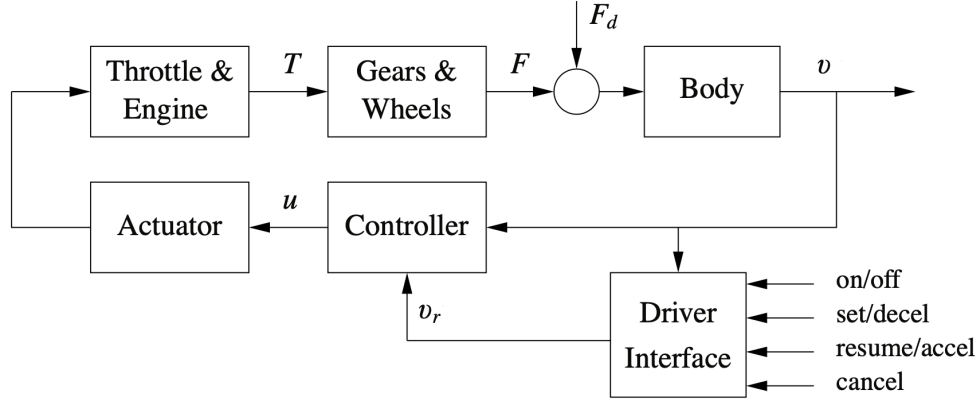 F_d
Throttle &
Engine
T
Gears &
Wheels
F
Body
v
Actuator
u
Controller
v_r
Driver
Interface
on/off
set/decel
resume/accel
cancel